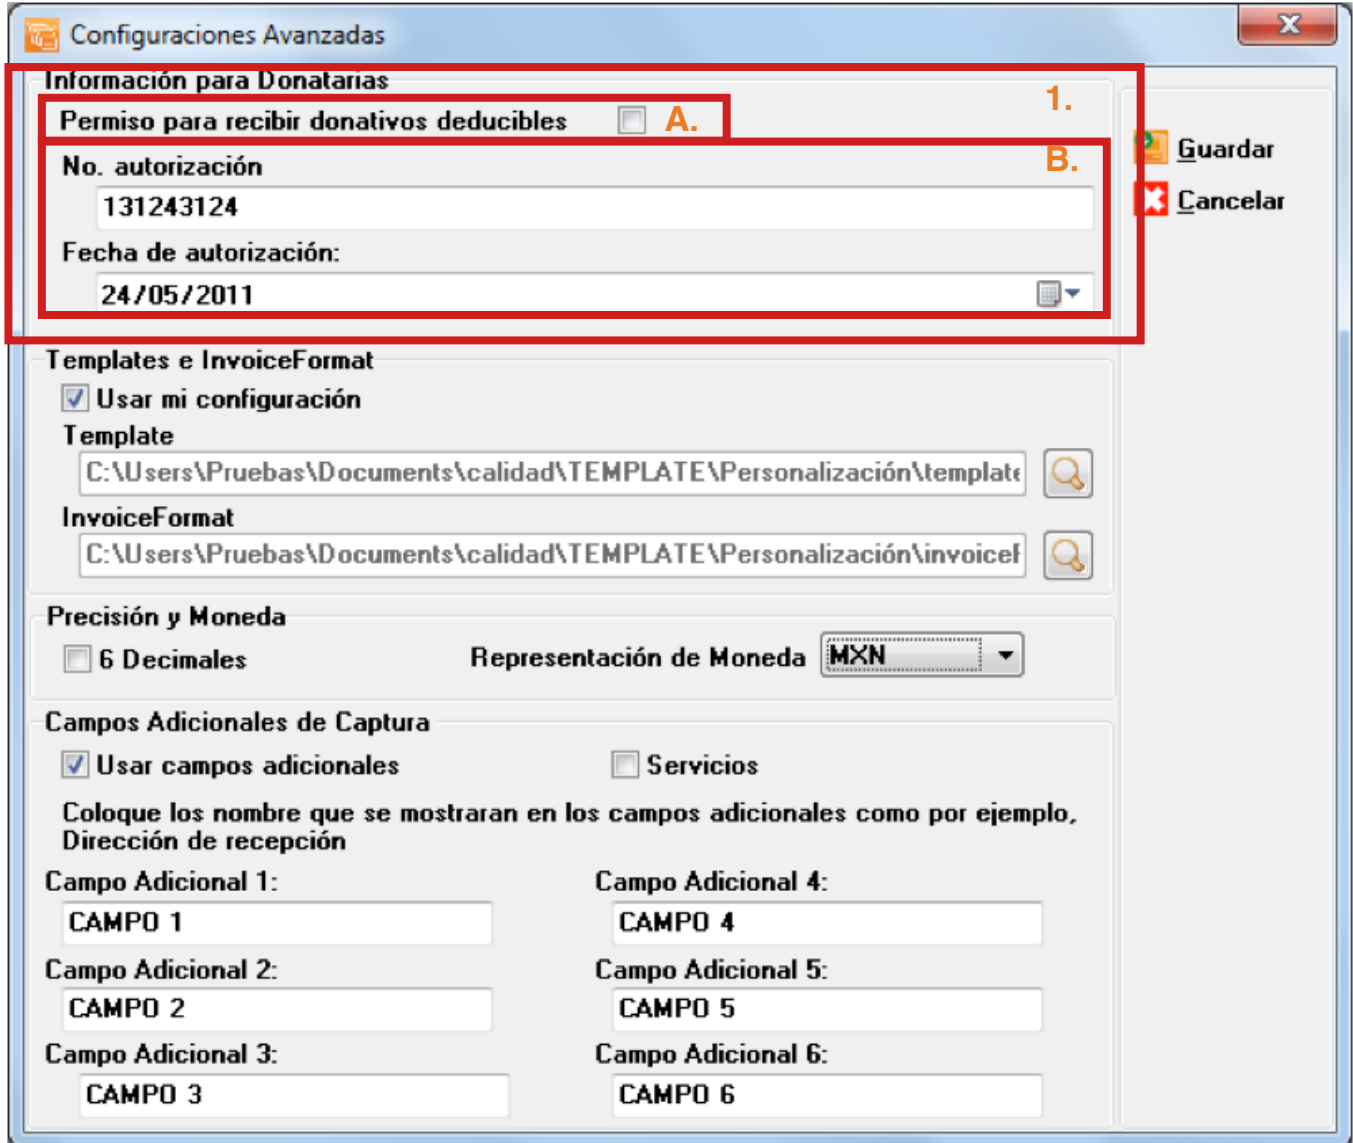 Configuraciones Avanzadas
Información para Donatarias
1.
Permiso para recibir donativos deducibles
A.
B.
No. autorización
131243124
Fecha de autorización:
24/05/2011
Guardar
Cancelar
Templates e InvoiceFormat
Usar mi configuración
Template
C:\Users\Pruebas\Documents\calidad\TEMPLATE\Personalización\template
InvoiceFormat
C:\Users\Pruebas\Documents\calidad\TEMPLATE\Personalización\invoiceF
Precisión y Moneda
6 Decimales
Representación de Moneda
MXN
Campos Adicionales de Captura
Usar campos adicionales
Servicios
Coloque los nombre que se mostraran en los campos adicionales como por ejemplo,
Dirección de recepción
Campo Adicional 1:
Campo Adicional 4:
CAMPO 1
CAMPO 4
Campo Adicional 2:
Campo Adicional 5:
CAMPO 2
CAMPO 5
Campo Adicional 3:
Campo Adicional 6:
CAMPO 3
CAMPO 6